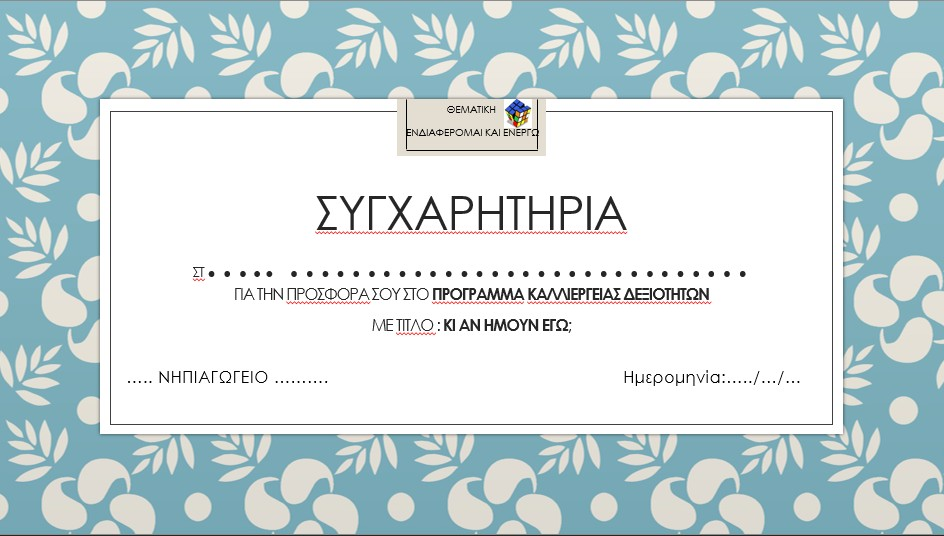 ΘΕΜΑΤΙΚΗ
ΕΝΔΙΑΦΕΡΟΜΑΙ ΚΑΙ ΕΝΕΡΓΩ
ΣΥΓΧΑΡΗΤΗΡΙΑ
ΣΤ••••• ••••••••••••••••••••••••••••••
ΓΙΑ ΤΗΝ ΠΡΟΣΦΟΡΑ ΣΟΥ ΣΤΟ ΠΡΟΓΡΑΜΜΑ ΚΑΛΛΙΕΡΓΕΙΑΣ ΔΕΞΙΟΤΗΤΩΝ
ΜΕ ΤΙΤΛΟ : ΚΙ ΑΝ ΗΜΟΥΝ ΕΓΩ;
….. ΝΗΠΙΑΓΩΓΕΙΟ ………. Ημερομηνία:…../…/…